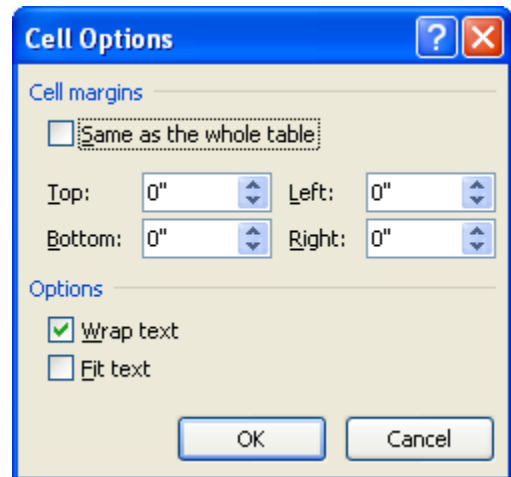 Cell Options ?
Cell margins
Same as the whole table
Top: 0" Left: 0"
Bottom: 0" Right: 0"
Options
Wrap text
Fit text
OK Cancel